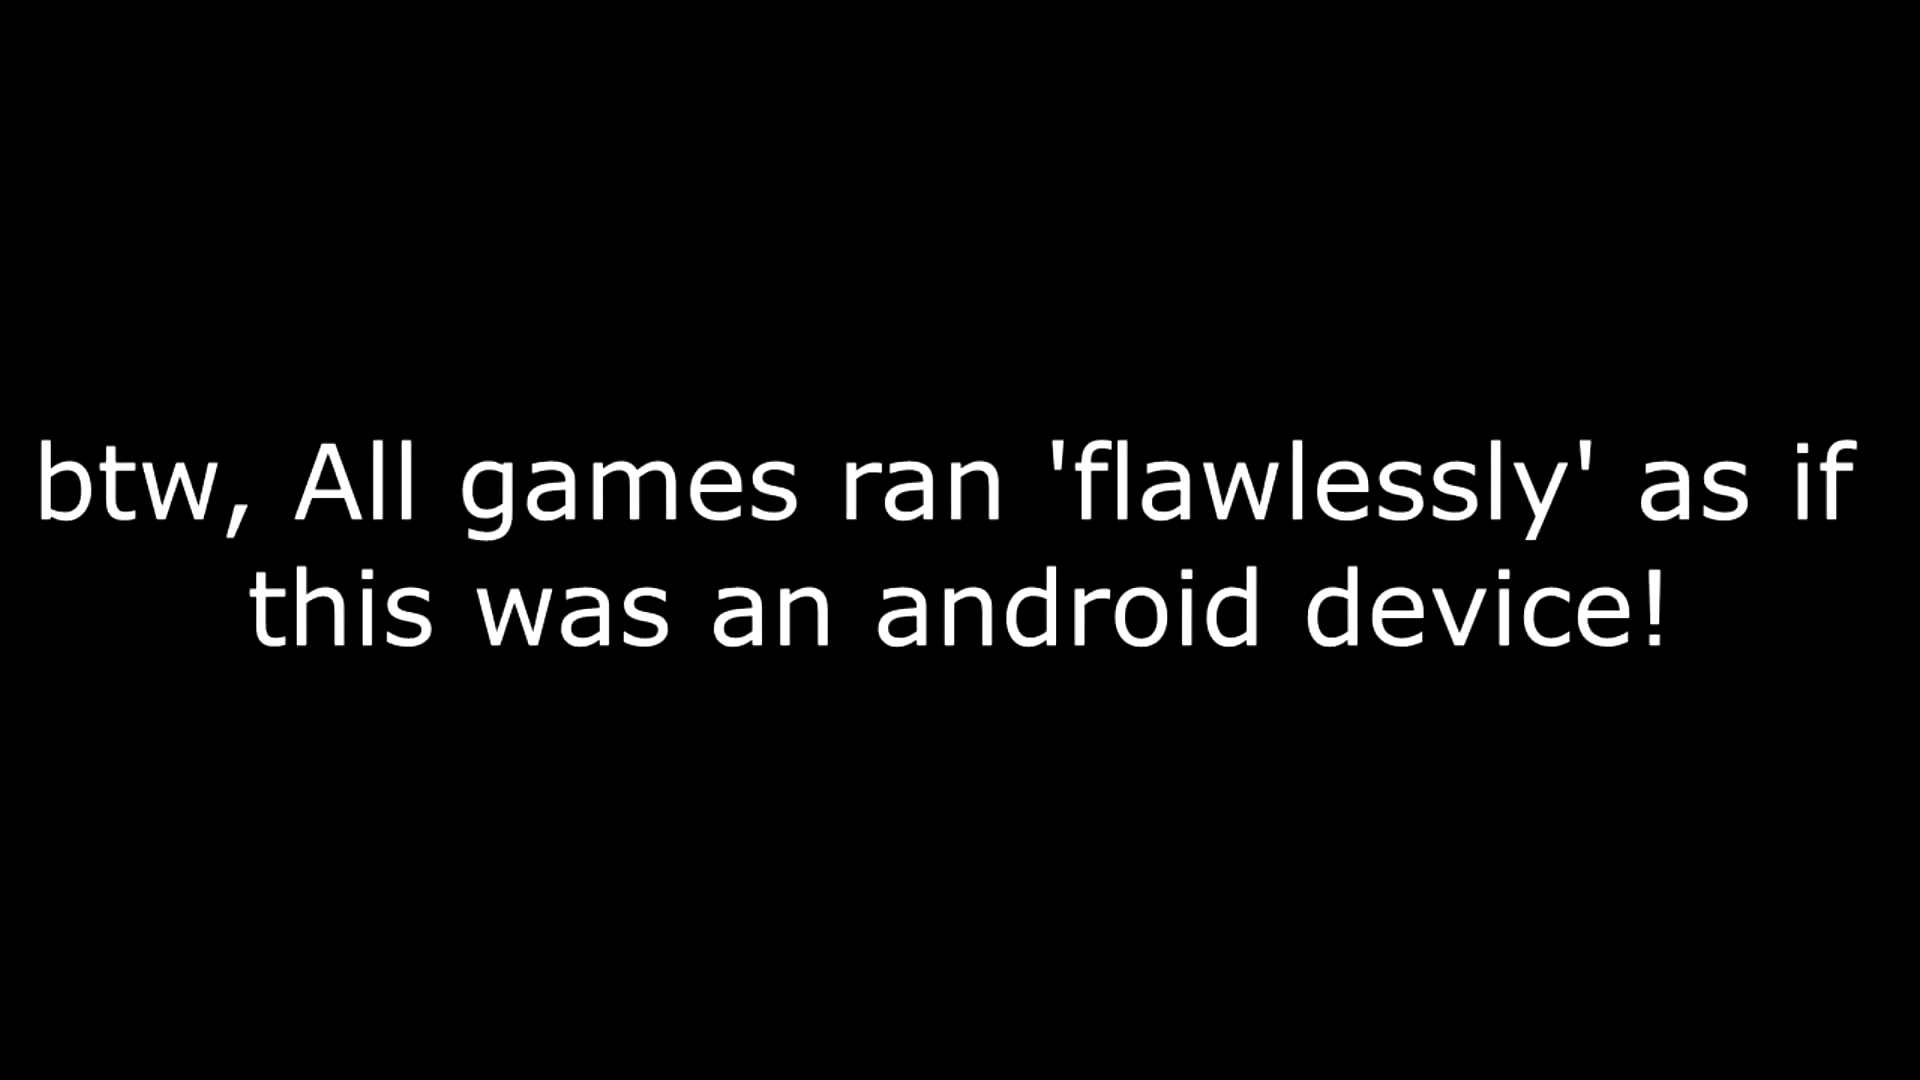 btw, All games ran 'flawlessly' as if
this was an android device!